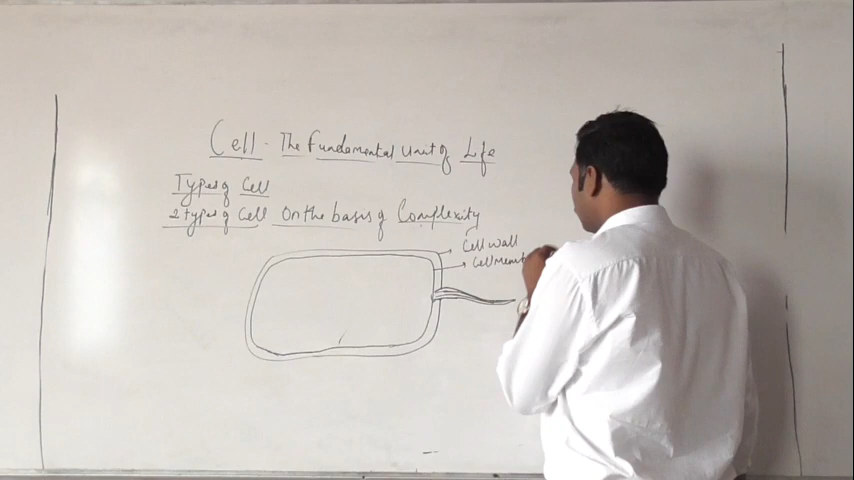 Cell - The Fundamental Unit of Life
Types of Cell
2 types of Cell On the basis of Complexity
Cell wall
Cell memb